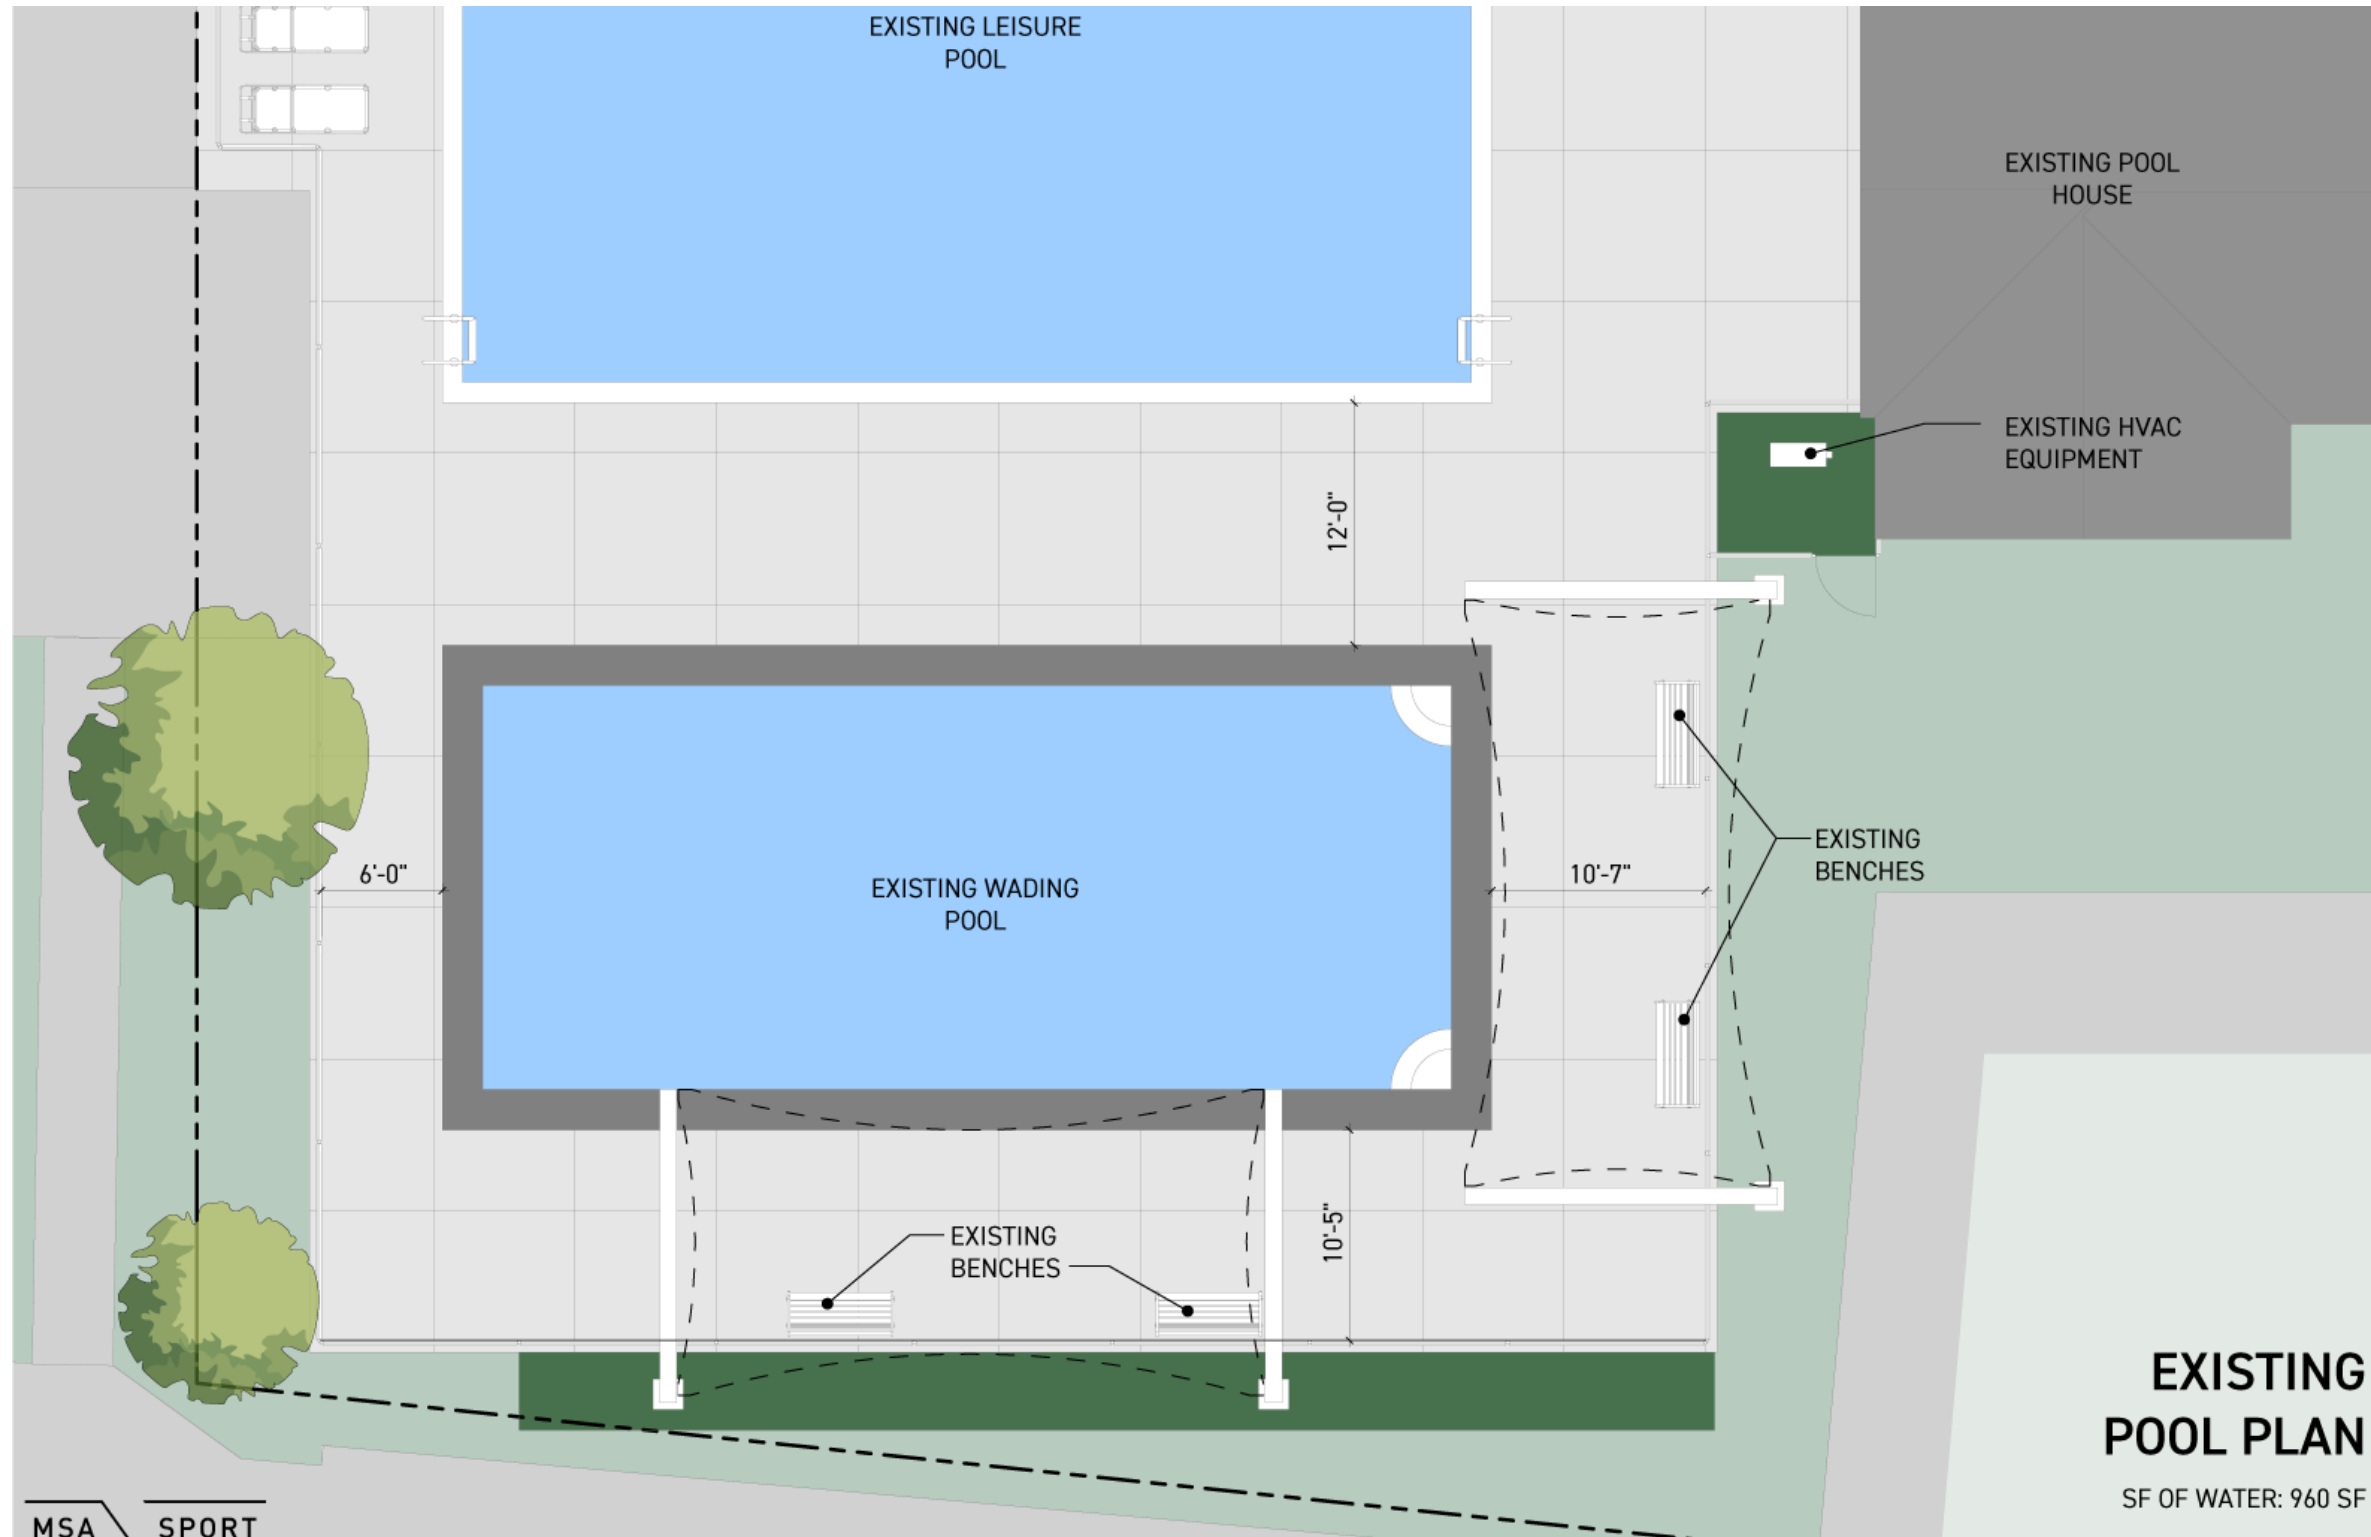 EXISTING LEISURE
POOL
EXISTING POOL
HOUSE
EXISTING HVAC
EQUIPMENT
12'-0"
6'-0"
EXISTING WADING
POOL
10'-7"
EXISTING
BENCHES
EXISTING
BENCHES
10'-5"
EXISTING
POOL PLAN
SF OF WATER: 960 SF
MSA SPORT